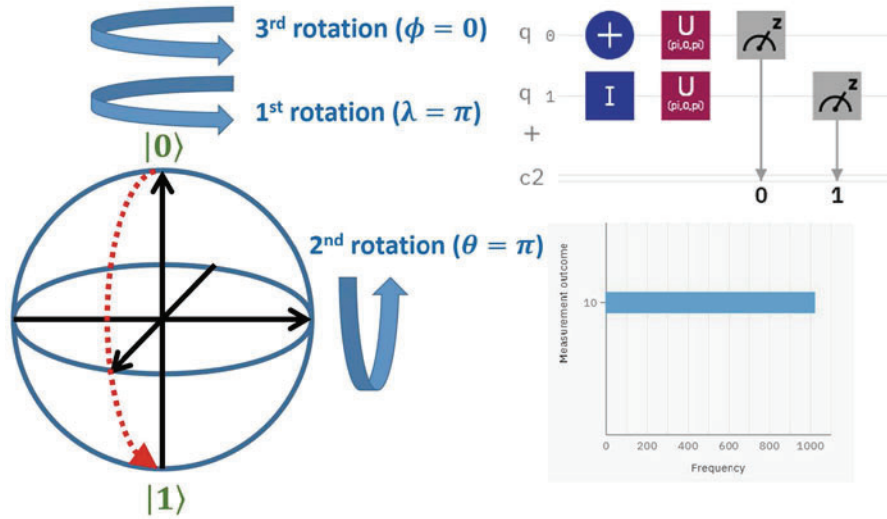 3rd rotation (ϕ = 0)
1st rotation (λ = π)
|0⟩
2nd rotation (θ = π)
|1⟩
q 0
+
U
(pi,0,pi)
z
q 1
I
U
(pi,0,pi)
z
+
c2
0
1
Measurement outcome
10
0
200
400
600
800
1000
Frequency